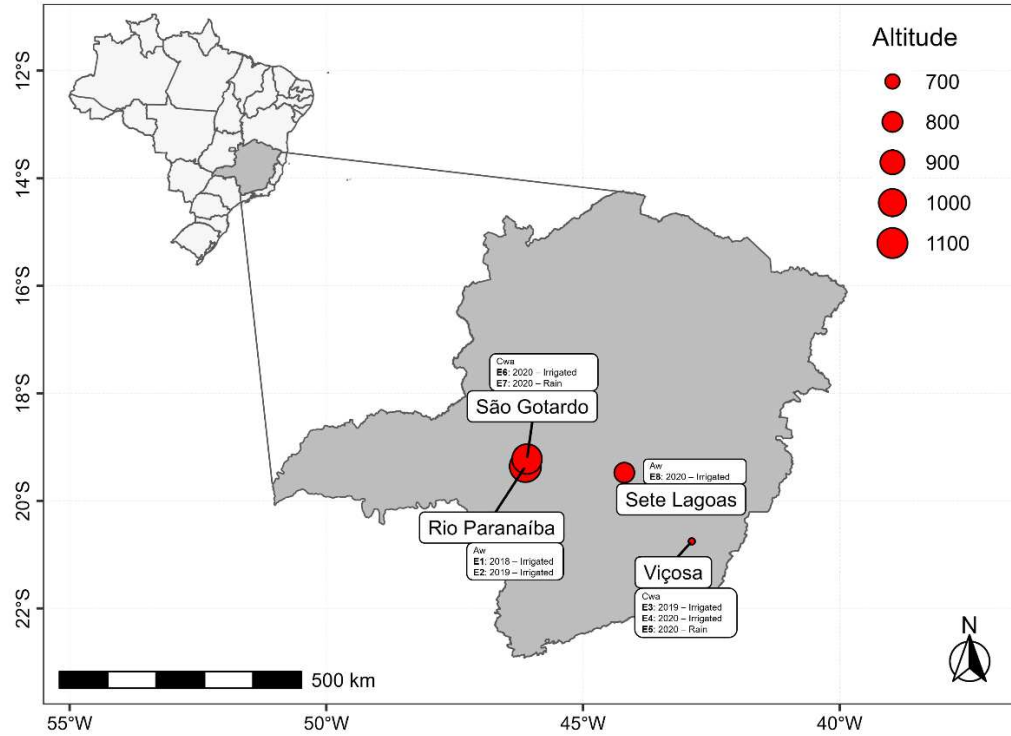 Altitude
700
800
900
1000
1100
12°S
14°S
16°S
18°S
20°S
22°S
Cwa
E6: 2020 – Irrigated
E7: 2020 – Rain
São Gotardo
Aw
E8: 2020 – Irrigated
Sete Lagoas
Rio Paranaíba
Aw
E1: 2018 – Irrigated
E2: 2019 – Irrigated
Viçosa
Cwa
E3: 2019 – Irrigated
E4: 2020 – Irrigated
E5: 2020 – Rain
N
500 km
55°W
50°W
45°W
40°W